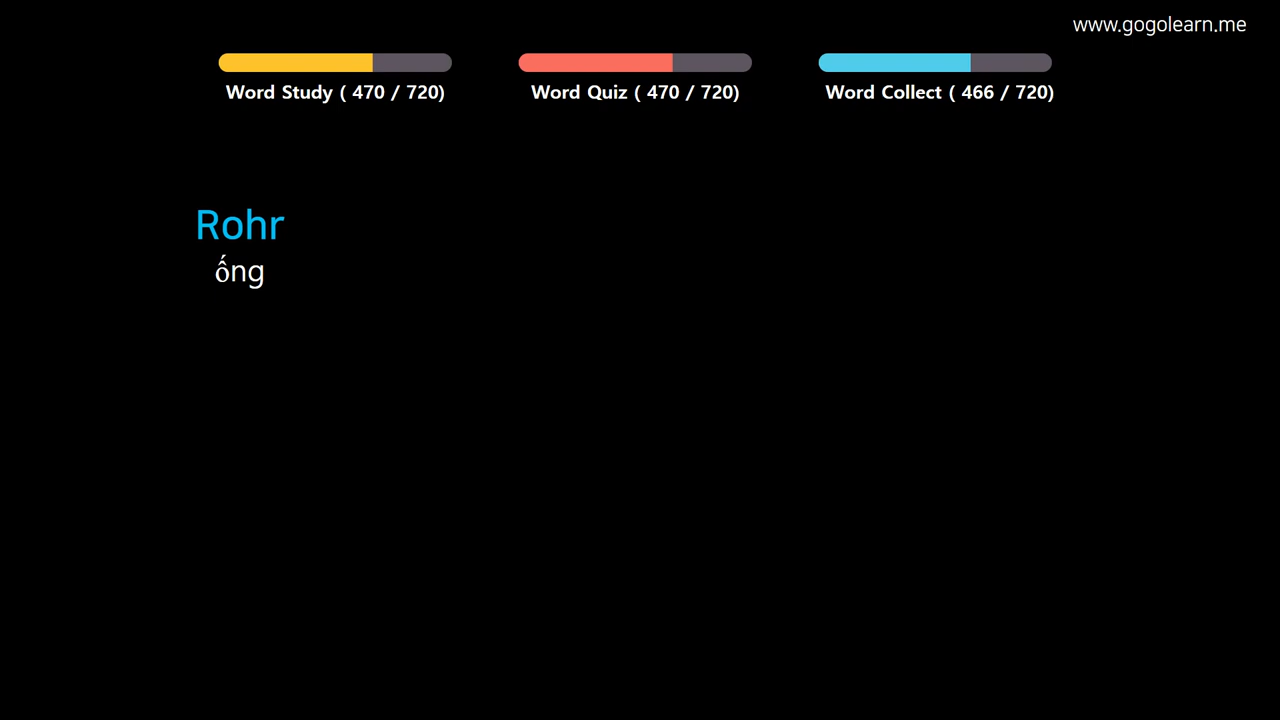 www.gogolearn.me
Word Study ( 470 / 720)
Word Quiz ( 470 / 720)
Word Collect ( 466 / 720)
Rohr
ống